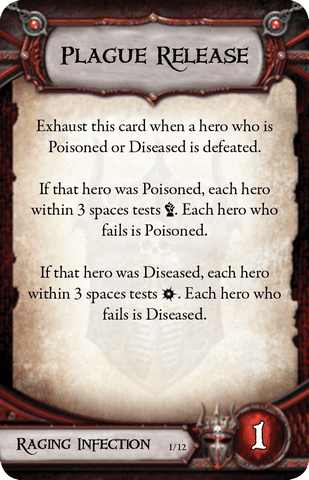 Plague Release
Exhaust this card when a hero who is
Poisoned or Diseased is defeated.
If that hero was Poisoned, each hero
within 3 spaces tests . Each hero who
fails is Poisoned.
If that hero was Diseased, each hero
within 3 spaces tests . Each hero who
fails is Diseased.
Raging Infection 1/12
1